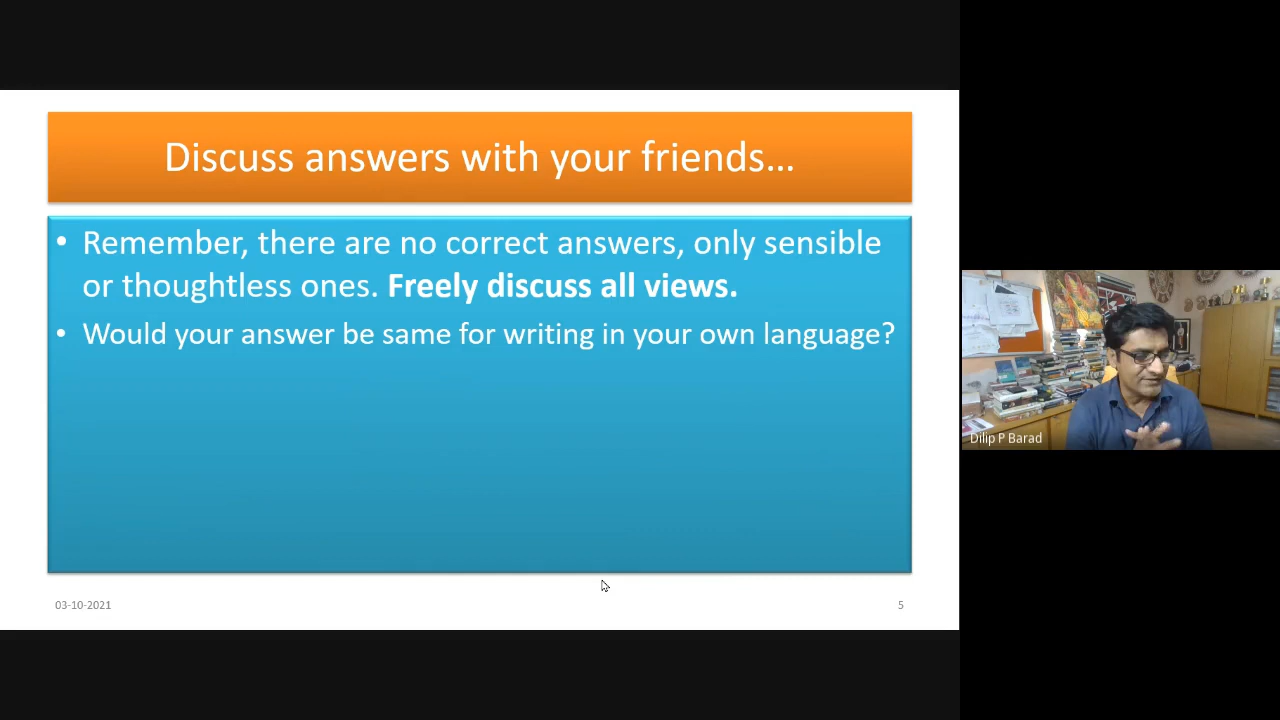 Discuss answers with your friends…
• Remember, there are no correct answers, only sensible
or thoughtless ones. Freely discuss all views.
• Would your answer be same for writing in your own language?
03-10-2021
5
Dilip P Barad